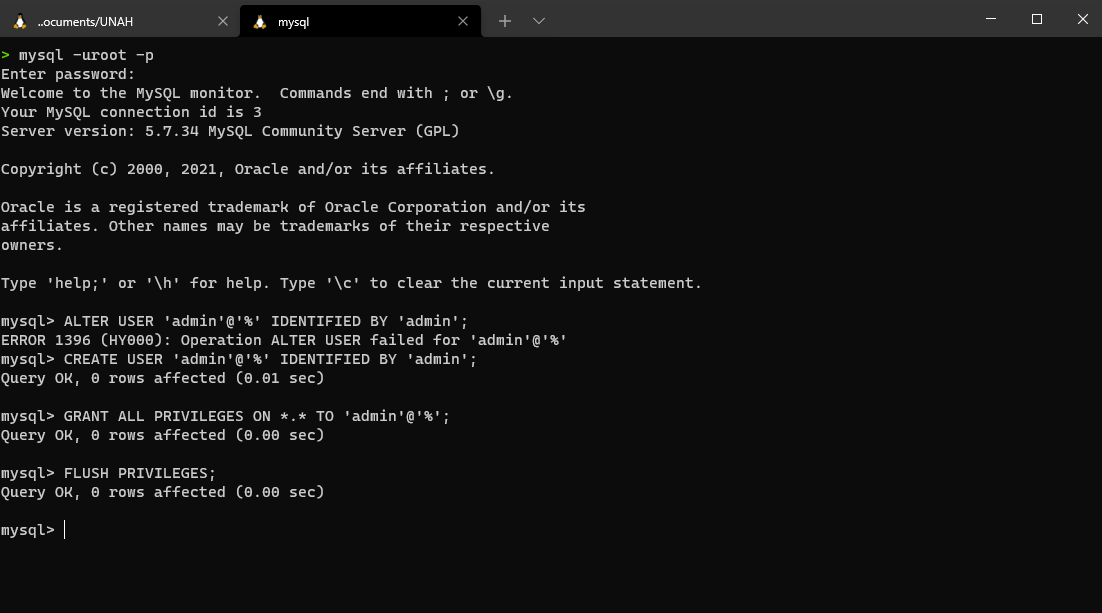 ..ocuments/UNAH
mysql
> mysql -uroot -p
Enter password:
Welcome to the MySQL monitor.  Commands end with ; or \g.
Your MySQL connection id is 3
Server version: 5.7.34 MySQL Community Server (GPL)
Copyright (c) 2000, 2021, Oracle and/or its affiliates.
Oracle is a registered trademark of Oracle Corporation and/or its
affiliates. Other names may be trademarks of their respective
owners.
Type 'help;' or '\h' for help. Type '\c' to clear the current input statement.
mysql> ALTER USER 'admin'@'%' IDENTIFIED BY 'admin';
ERROR 1396 (HY000): Operation ALTER USER failed for 'admin'@'%'
mysql> CREATE USER 'admin'@'%' IDENTIFIED BY 'admin';
Query OK, 0 rows affected (0.01 sec)
mysql> GRANT ALL PRIVILEGES ON *.* TO 'admin'@'%';
Query OK, 0 rows affected (0.00 sec)
mysql> FLUSH PRIVILEGES;
Query OK, 0 rows affected (0.00 sec)
mysql>